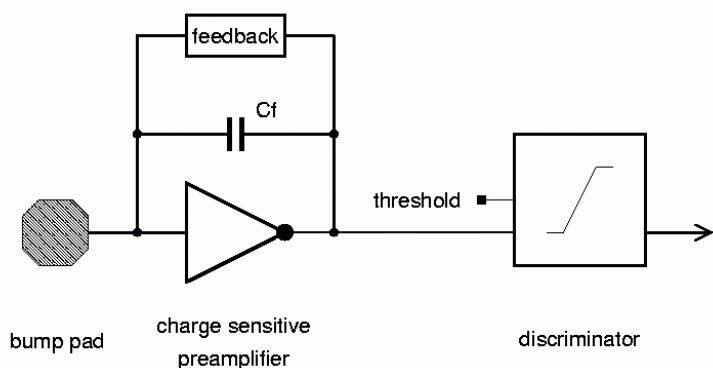 feedback
Cf
threshold
bump pad
charge sensitive
preamplifier
discriminator